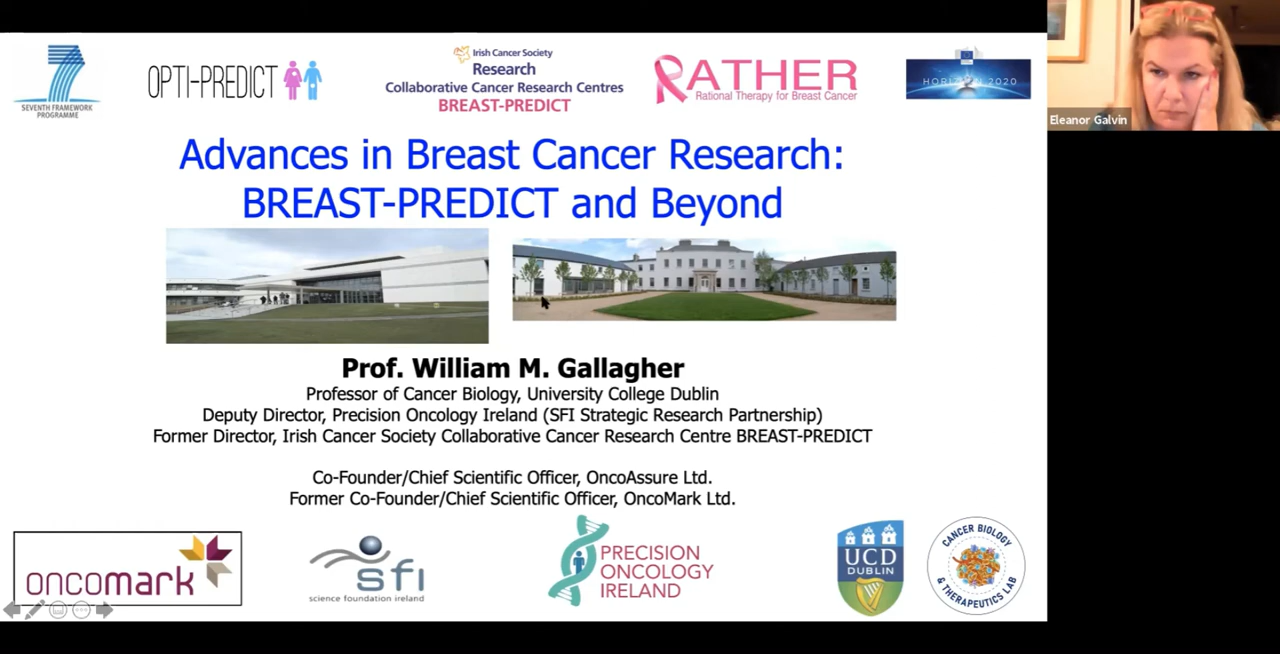 SEVENTH FRAMEWORK
PROGRAMME
OPTI-PREDICT
Irish Cancer Society
Research
Collaborative Cancer Research Centres
BREAST-PREDICT
RATHER
Rational Therapy for Breast Cancer
HORIZON 2020
Eleanor Galvin
Advances in Breast Cancer Research:
BREAST-PREDICT and Beyond
Prof. William M. Gallagher
Professor of Cancer Biology, University College Dublin
Deputy Director, Precision Oncology Ireland (SFI Strategic Research Partnership)
Former Director, Irish Cancer Society Collaborative Cancer Research Centre BREAST-PREDICT
Co-Founder/Chief Scientific Officer, OncoAssure Ltd.
Former Co-Founder/Chief Scientific Officer, OncoMark Ltd.
oncomark
sfi
science foundation ireland
PRECISION
ONCOLOGY
IRELAND
UCD
DUBLIN
CANCER BIOLOGY
& THERAPEUTICS LAB